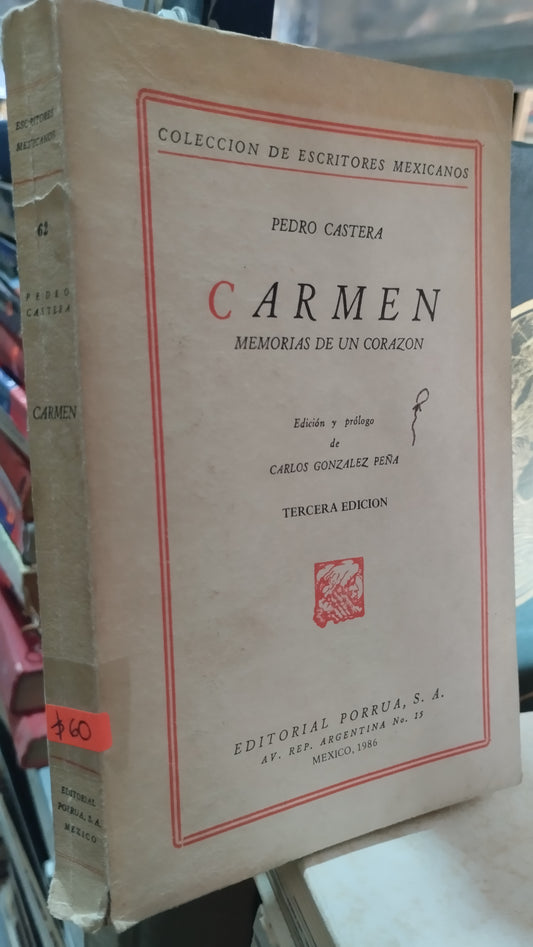 COLECCION DE ESCRITORES MEXICANOS
PEDRO CASTERA
CARMEN
MEMORIAS DE UN CORAZON
Edición y prólogo
de
CARLOS GONZALEZ PEÑA
TERCERA EDICION
EDITORIAL PORRUA, S. A.
AV. REP. ARGENTINA No. 15
MEXICO, 1986
ESCRITORES
MEXICANOS
62
PEDRO
CASTERA
CARMEN
$60
EDITORIAL
PORRUA, S. A.
MEXICO